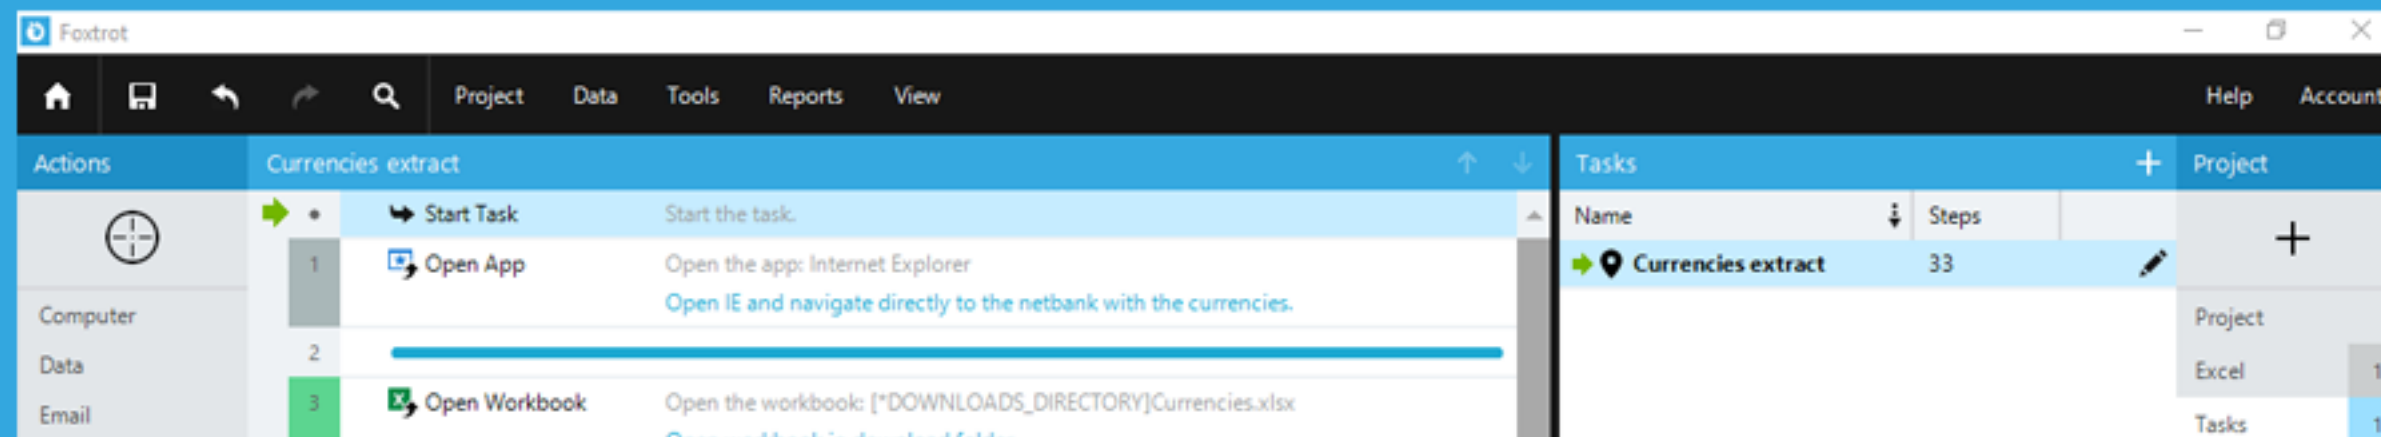 Foxtrot
Project Data Tools Reports View Help Account
Actions
Currencies extract
Start Task Start the task.
1 Open App Open the app: Internet Explorer
Open IE and navigate directly to the netbank with the currencies.
2
3 Open Workbook Open the workbook: [*DOWNLOADS_DIRECTORY]Currencies.xlsx
Computer
Data
Email
Tasks
Name Steps
Currencies extract 33
Project
Project
Excel 1
Tasks 1